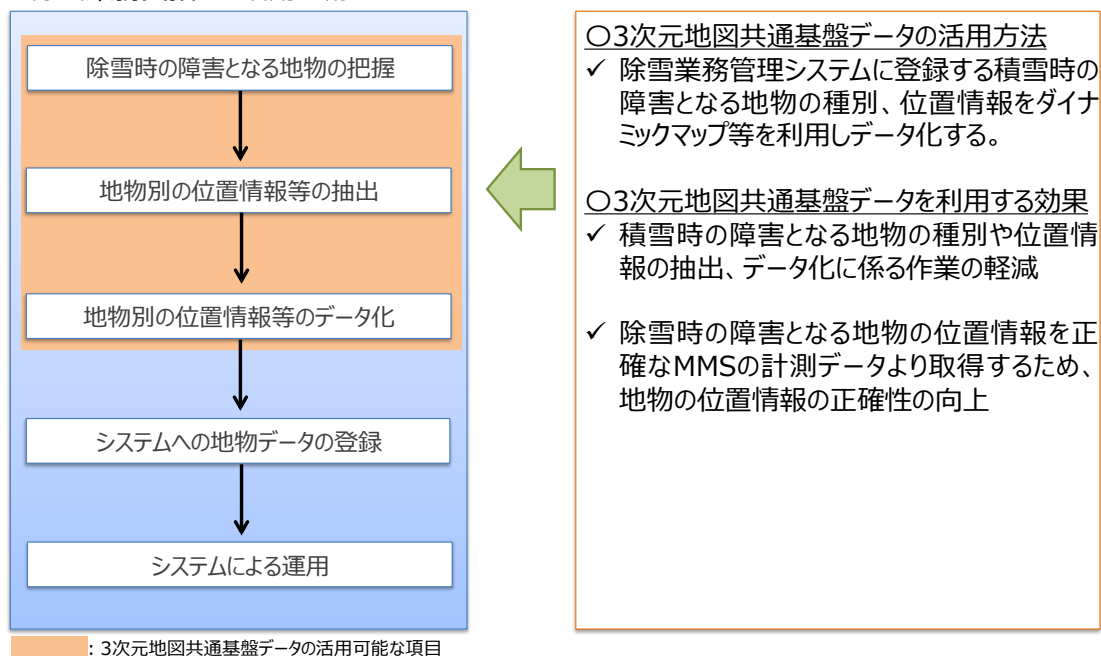 除雪時の障害となる地物の把握
地物別の位置情報等の抽出
地物別の位置情報等のデータ化
システムへの地物データの登録
システムによる運用
: 3次元地図共通基盤データの活用可能な項目
〇3次元地図共通基盤データの活用方法
✓ 除雪業務管理システムに登録する積雪時の
障害となる地物の種別、位置情報をダイナ
ミックマップ等を利用しデータ化する。
〇3次元地図共通基盤データを利用する効果
✓ 積雪時の障害となる地物の種別や位置情
報の抽出、データ化に係る作業の軽減
✓ 除雪時の障害となる地物の位置情報を正
確なMMSの計測データより取得するため、
地物の位置情報の正確性の向上